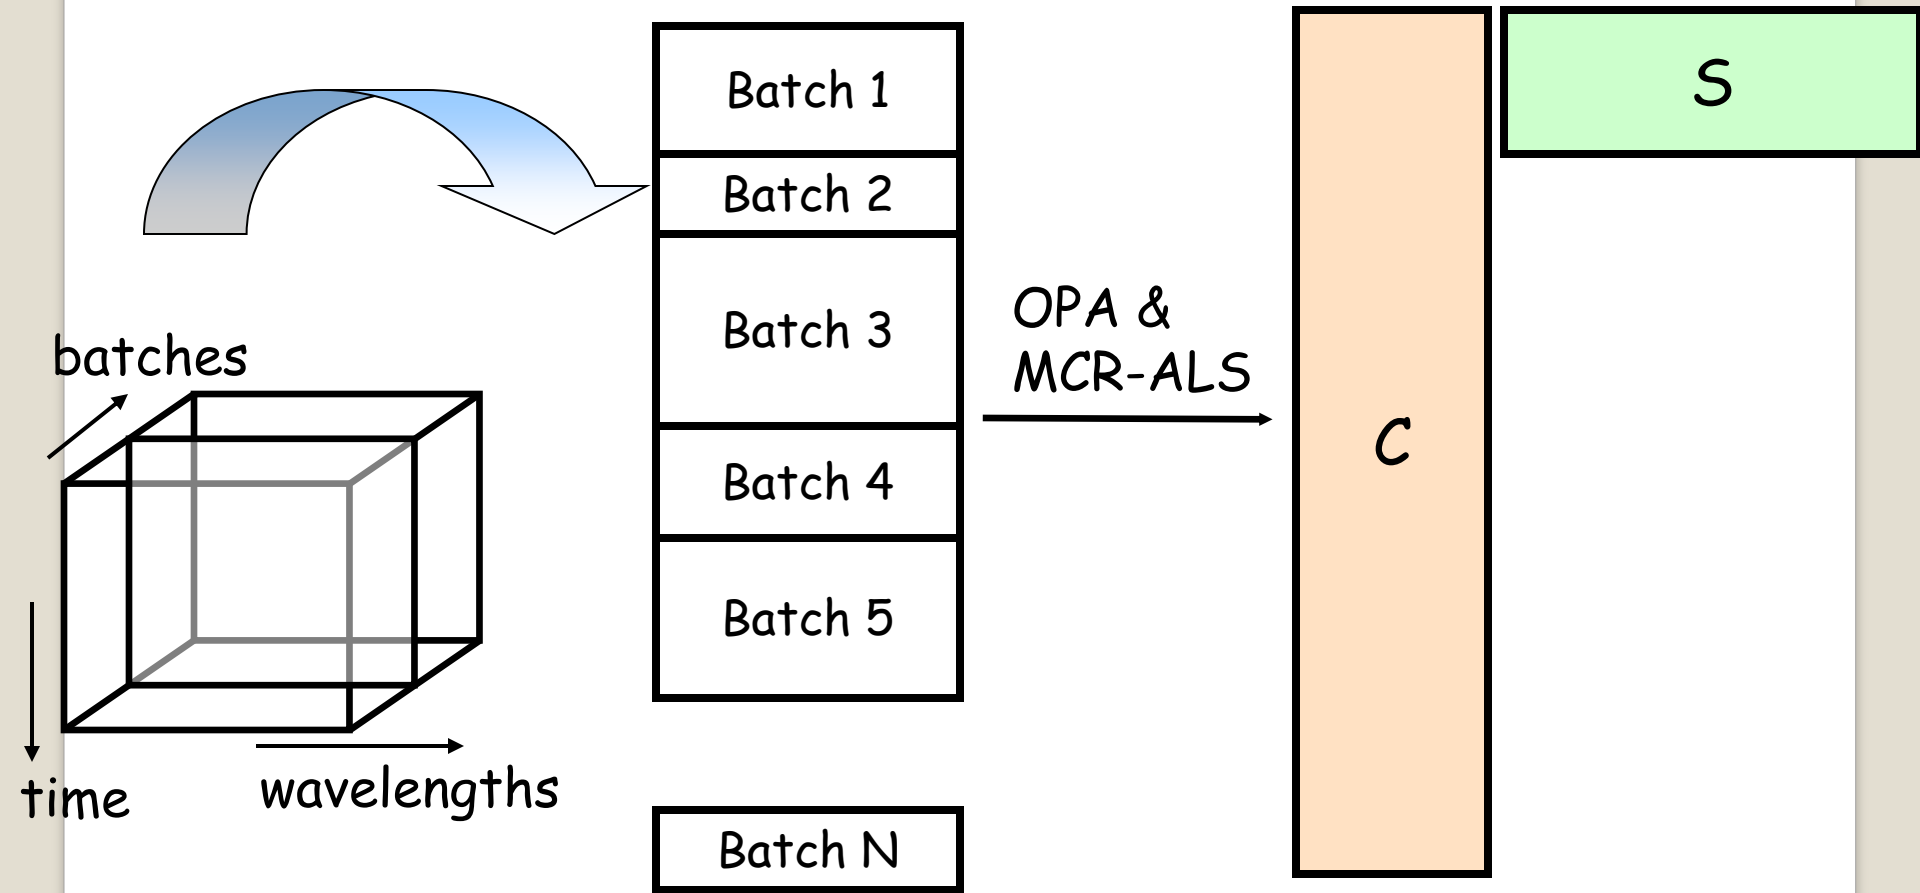 batches
time
wavelengths
Batch 1
Batch 2
Batch 3
Batch 4
Batch 5
Batch N
OPA &
MCR-ALS
C
S